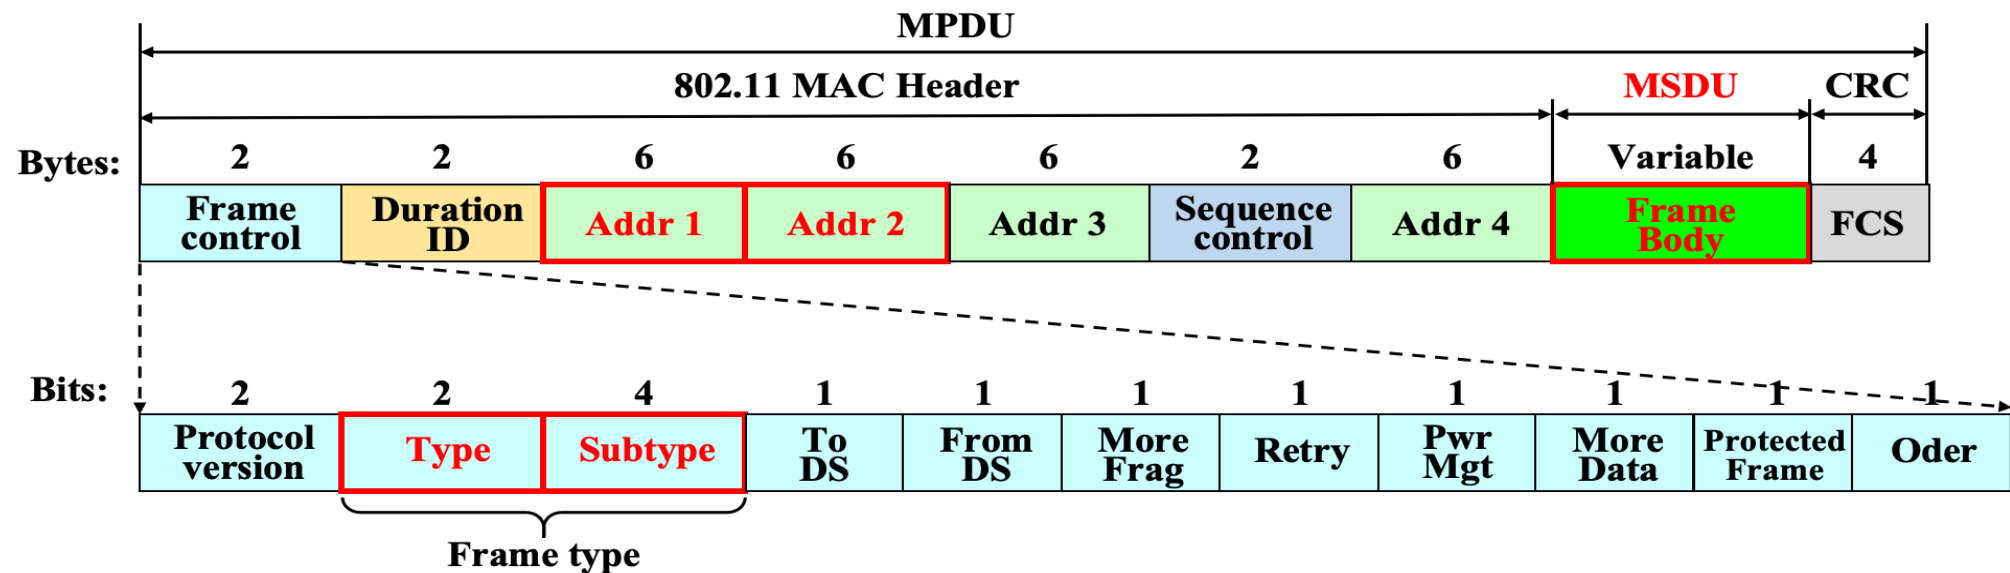 MPDU
802.11 MAC Header MSDU CRC
Bytes: 2 2 6 6 6 2 6 Variable 4
Frame control Duration ID Addr 1 Addr 2 Addr 3 Sequence control Addr 4 Frame Body FCS
Bits: 2 2 4 1 1 1 1 1 1 1 1
Protocol version Type Subtype To DS From DS More Frag Retry Pwr Mgt More Data Protected Frame Oder
Frame type